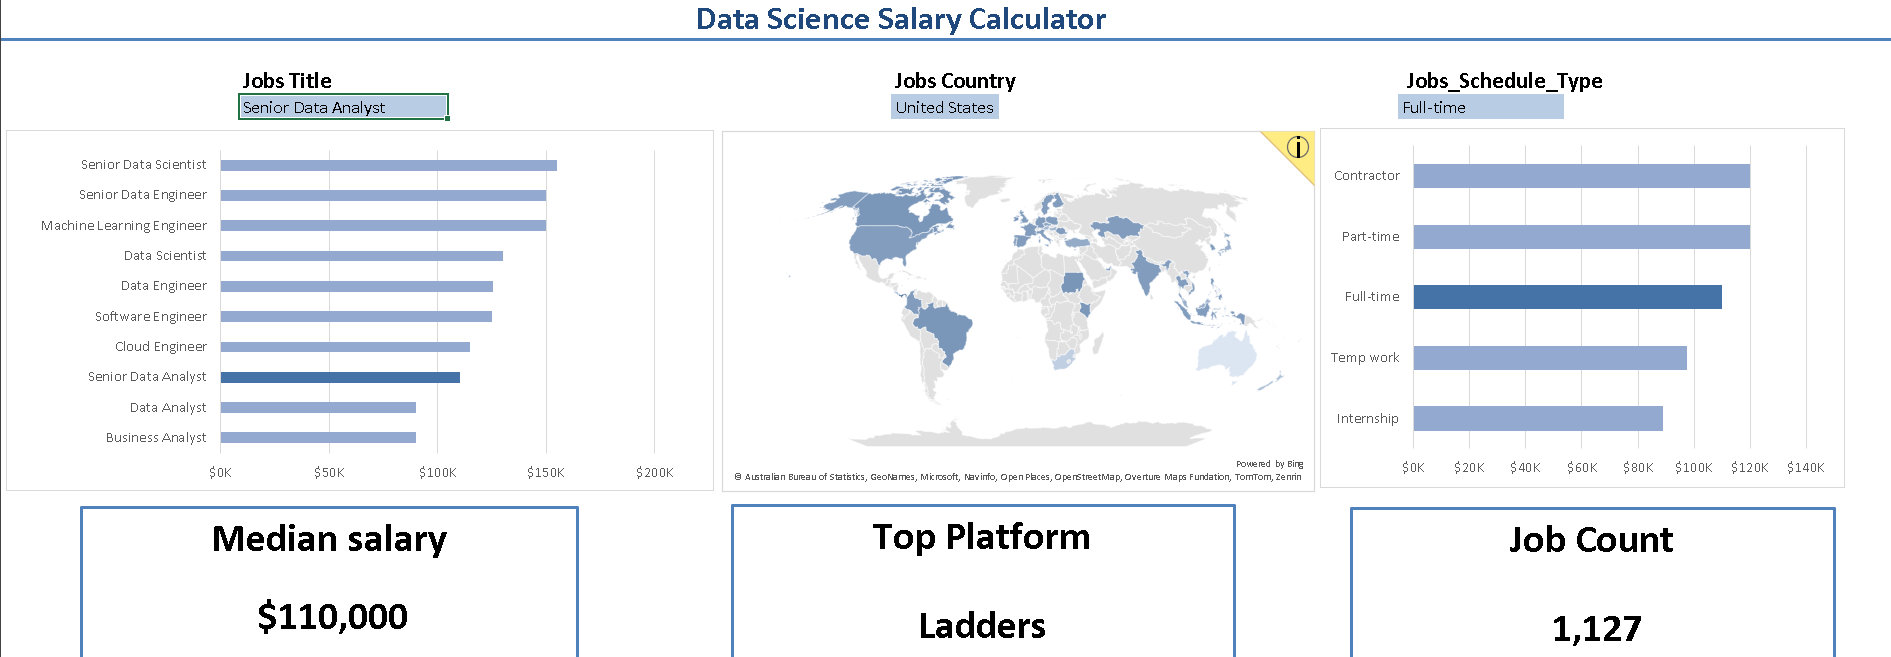 Data Science Salary Calculator
Jobs Title
Senior Data Analyst
Jobs Country
United States
Jobs_Schedule_Type
Full-time
Senior Data Scientist
Senior Data Engineer
Machine Learning Engineer
Data Scientist
Data Engineer
Software Engineer
Cloud Engineer
Senior Data Analyst
Data Analyst
Business Analyst
$0K $50K $100K $150K $200K
i
Powered by Bing
© Australian Bureau of Statistics, GeoNames, Microsoft, Navinfo, Open Places, OpenStreetMap, Overture Maps Fundation, TomTom, Zenrin
Contractor
Part-time
Full-time
Temp work
Internship
$0K $20K $40K $60K $80K $100K $120K $140K
Median salary
$110,000
Top Platform
Ladders
Job Count
1,127